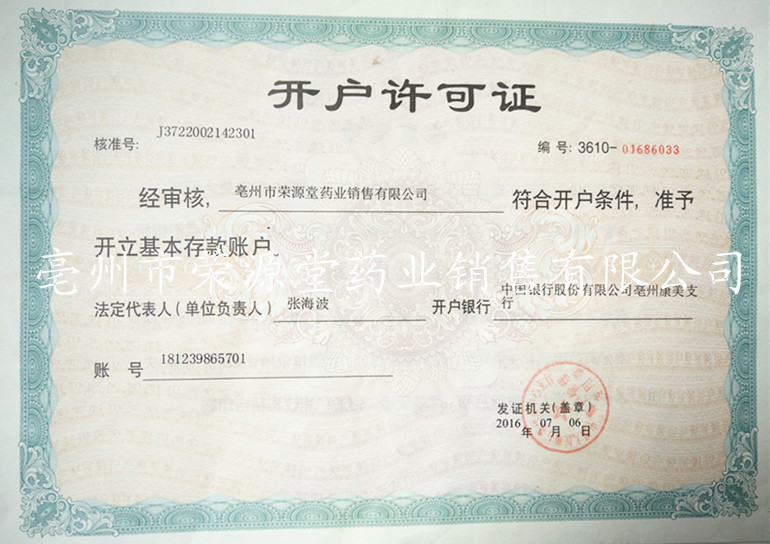 开户许可证
核准号: J3722002142301
编号: 3610-01686033
经审核, 亳州市荣源堂药业销售有限公司 符合开户条件, 准予
开立基本存款账户。
亳州市荣源堂药业销售有限公司
法定代表人(单位负责人) 张海波 开户银行 中国银行股份有限公司亳州康美支
行
账 号 181239865701
发证机关(盖章)
2016 年 07 月 06 日